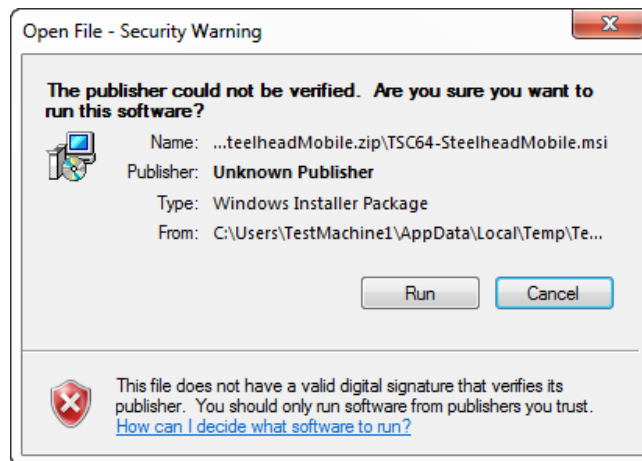 Open File - Security Warning
The publisher could not be verified.  Are you sure you want to
run this software?
Name: ...teelheadMobile.zip\TSC64-SteelheadMobile.msi
Publisher: Unknown Publisher
Type: Windows Installer Package
From: C:\Users\TestMachine1\AppData\Local\Temp\Te...
Run Cancel
This file does not have a valid digital signature that verifies its
publisher.  You should only run software from publishers you trust.
How can I decide what software to run?